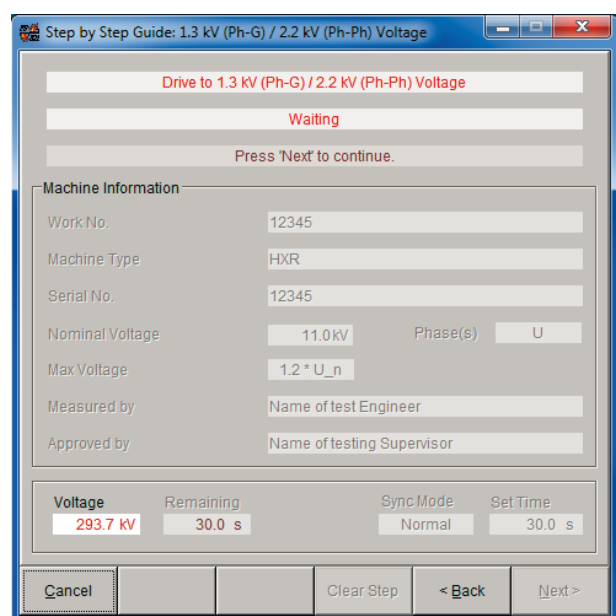 Step by Step Guide: 1.3 kV (Ph-G) / 2.2 kV (Ph-Ph) Voltage
Drive to 1.3 kV (Ph-G) / 2.2 kV (Ph-Ph) Voltage
Waiting
Press 'Next' to continue.
Machine Information
Work No. 12345
Machine Type HXR
Serial No. 12345
Nominal Voltage 11.0 kV Phase(s) U
Max Voltage 1.2 * U_n
Measured by Name of test Engineer
Approved by Name of testing Supervisor
Voltage Remaining Sync Mode Set Time
293.7 kV 30.0 s Normal 30.0 s
Cancel Clear Step < Back Next >